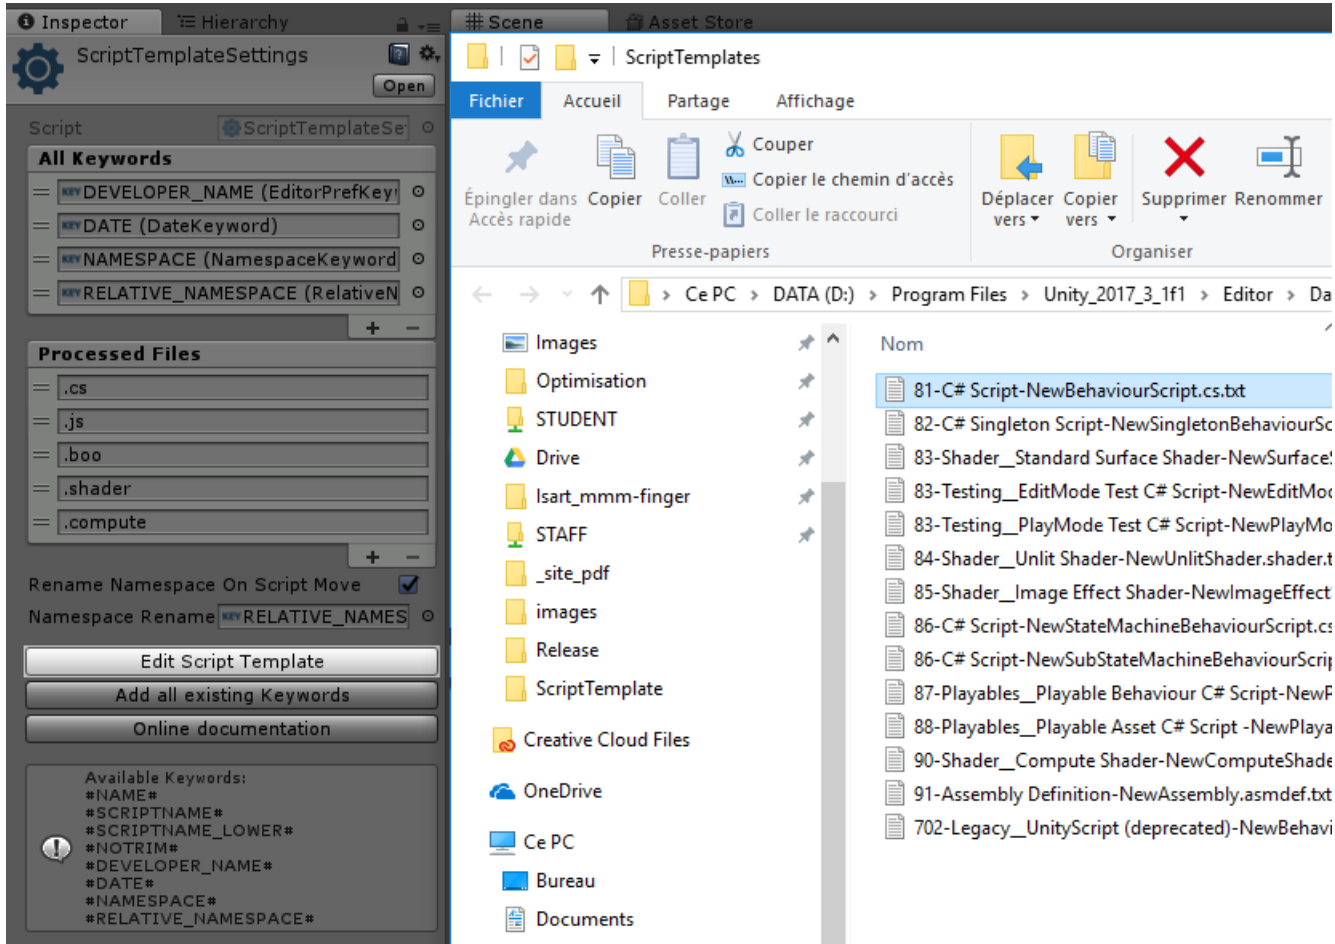 Inspector
Hierarchy
ScriptTemplateSettings
Open
Script
ScriptTemplateSe
All Keywords
DEVELOPER_NAME (EditorPrefKey
DATE (DateKeyword)
NAMESPACE (NamespaceKeyword
RELATIVE_NAMESPACE (RelativeN
+ −
Processed Files
.cs
.js
.boo
.shader
.compute
+ −
Rename Namespace On Script Move
Namespace Rename
RELATIVE_NAMES
Edit Script Template
Add all existing Keywords
Online documentation
Available Keywords:
#NAME#
#SCRIPTNAME#
#SCRIPTNAME_LOWER#
#NOTRIM#
#DEVELOPER_NAME#
#DATE#
#NAMESPACE#
#RELATIVE_NAMESPACE#
Scene
Asset Store
ScriptTemplates
Fichier
Accueil
Partage
Affichage
Épingler dans
Accès rapide
Copier
Coller
Couper
Copier le chemin d'accès
Coller le raccourci
Presse-papiers
Déplacer
vers
Copier
vers
Supprimer
Renommer
Organiser
Ce PC > DATA (D:) > Program Files > Unity_2017_3_1f1 > Editor > Da
Images
Optimisation
STUDENT
Drive
Isart_mmm-finger
STAFF
_site_pdf
images
Release
ScriptTemplate
Creative Cloud Files
OneDrive
Ce PC
Bureau
Documents
Nom
81-C# Script-NewBehaviourScript.cs.txt
82-C# Singleton Script-NewSingletonBehaviourSc
83-Shader__Standard Surface Shader-NewSurfaceS
83-Testing__EditMode Test C# Script-NewEditMod
83-Testing__PlayMode Test C# Script-NewPlayMo
84-Shader__Unlit Shader-NewUnlitShader.shader.t
85-Shader__Image Effect Shader-NewImageEffect
86-C# Script-NewStateMachineBehaviourScript.cs
86-C# Script-NewSubStateMachineBehaviourScrip
87-Playables__Playable Behaviour C# Script-NewP
88-Playables__Playable Asset C# Script -NewPlaya
90-Shader__Compute Shader-NewComputeShade
91-Assembly Definition-NewAssembly.asmdef.txt
702-Legacy__UnityScript (deprecated)-NewBehavi